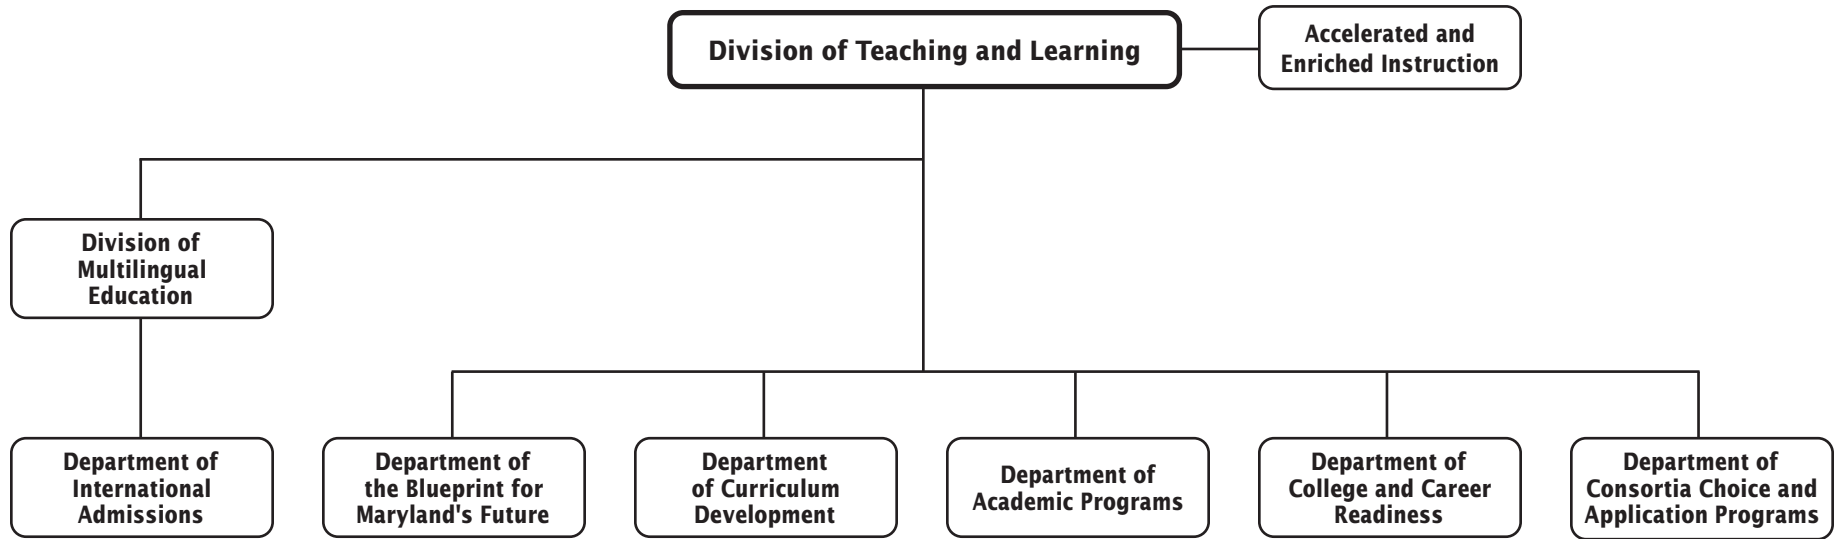 Division of Teaching and Learning
Accelerated and
Enriched Instruction
Division of
Multilingual
Education
Department of
International
Admissions
Department of
the Blueprint for
Maryland's Future
Department
of Curriculum
Development
Department of
Academic Programs
Department of
College and Career
Readiness
Department of
Consortia Choice and
Application Programs